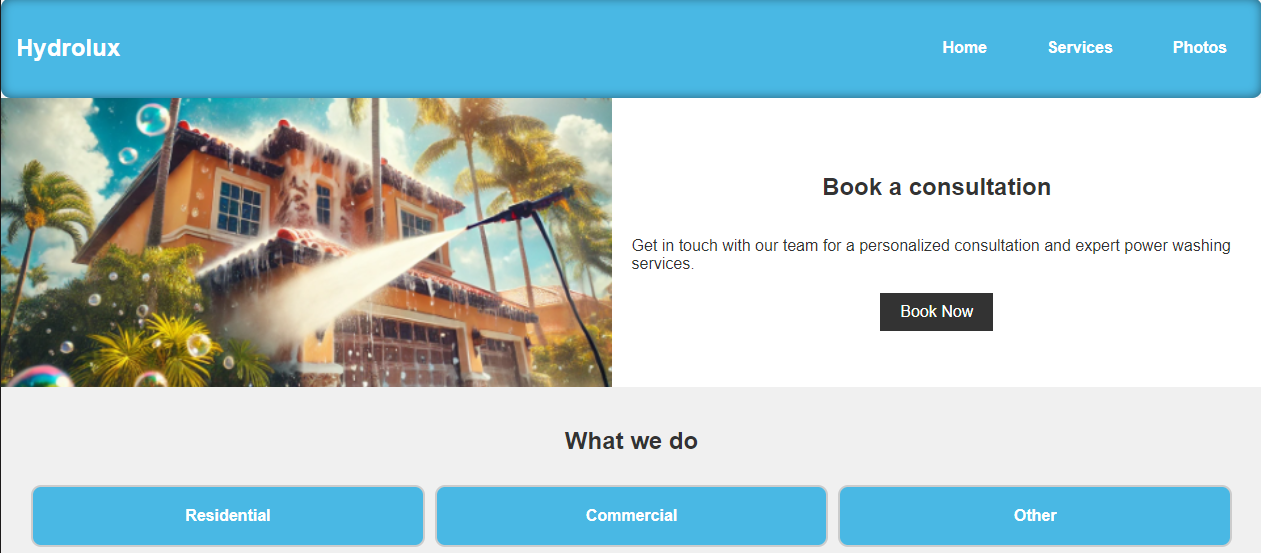 Hydrolux
Home
Services
Photos
Book a consultation
Get in touch with our team for a personalized consultation and expert power washing
services.
Book Now
What we do
Residential
Commercial
Other